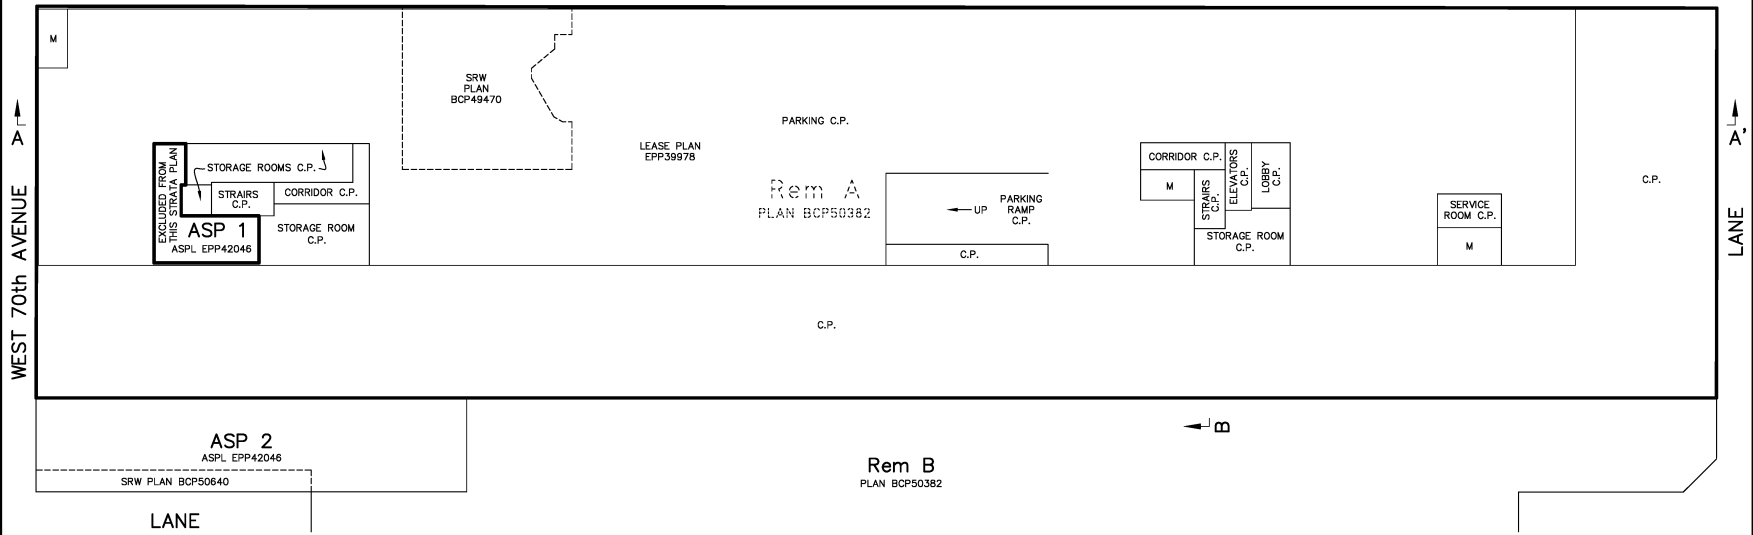 M
SRW
PLAN
BCP49470
PARKING C.P.
LEASE PLAN
EPP39978
Rem A
PLAN BCP50382
A
A'
WEST 70th AVENUE
LANE
EXCLUDED FROM
THIS STRATA PLAN
STORAGE ROOMS C.P.
STRAIRS
C.P.
CORRIDOR C.P.
STORAGE ROOM
C.P.
ASP 1
ASPL EPP42046
UP
PARKING
RAMP
C.P.
C.P.
CORRIDOR C.P.
M
STRAIRS
C.P.
ELEVATORS
C.P.
LOBBY
C.P.
STORAGE ROOM
C.P.
SERVICE
ROOM C.P.
M
C.P.
C.P.
ASP 2
ASPL EPP42046
SRW PLAN BCP50640
LANE
B
Rem B
PLAN BCP50382